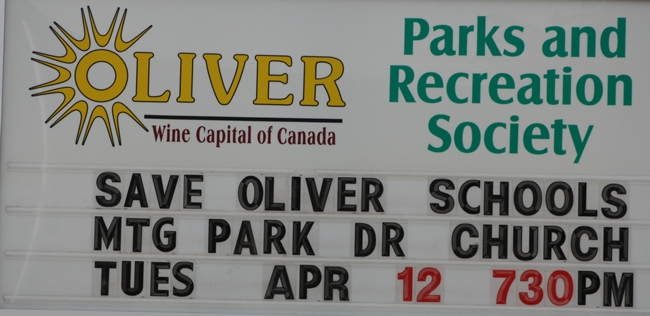 OLIVER
Wine Capital of Canada
Parks and
Recreation
Society
SAVE OLIVER SCHOOLS
MTG PARK DR CHURCH
TUES APR 12 730PM